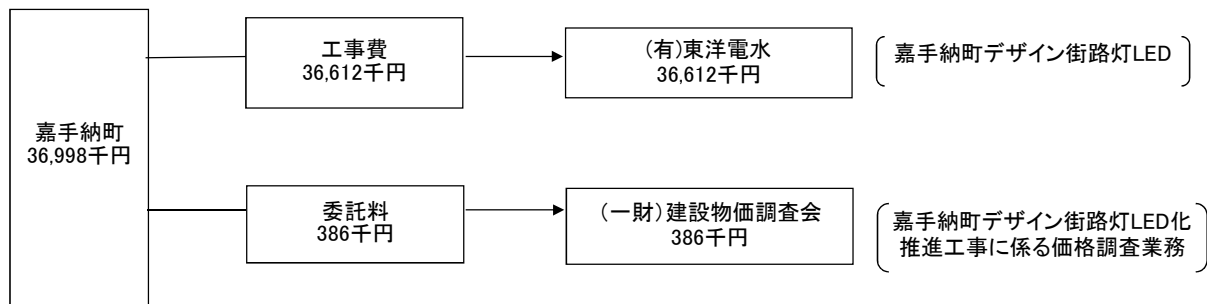 嘉手納町
36,998千円
工事費
36,612千円
(有)東洋電水
36,612千円
嘉手納町デザイン街路灯LED
委託料
386千円
(一財)建設物価調査会
386千円
嘉手納町デザイン街路灯LED化
推進工事に係る価格調査業務